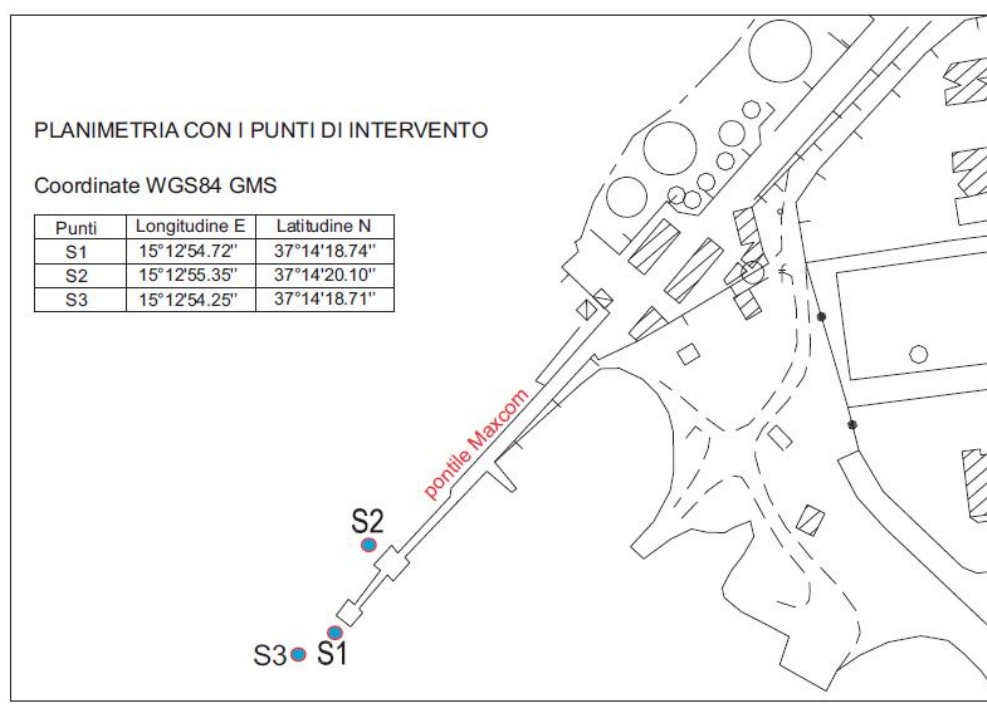 PLANIMETRIA CON I PUNTI DI INTERVENTO
Coordinate WGS84 GMS
Punti Longitudine E Latitudine N
S1 15°12'54.72'' 37°14'18.74''
S2 15°12'55.35'' 37°14'20.10''
S3 15°12'54.25'' 37°14'18.71''
pontile Maxcom
S2
S3 S1